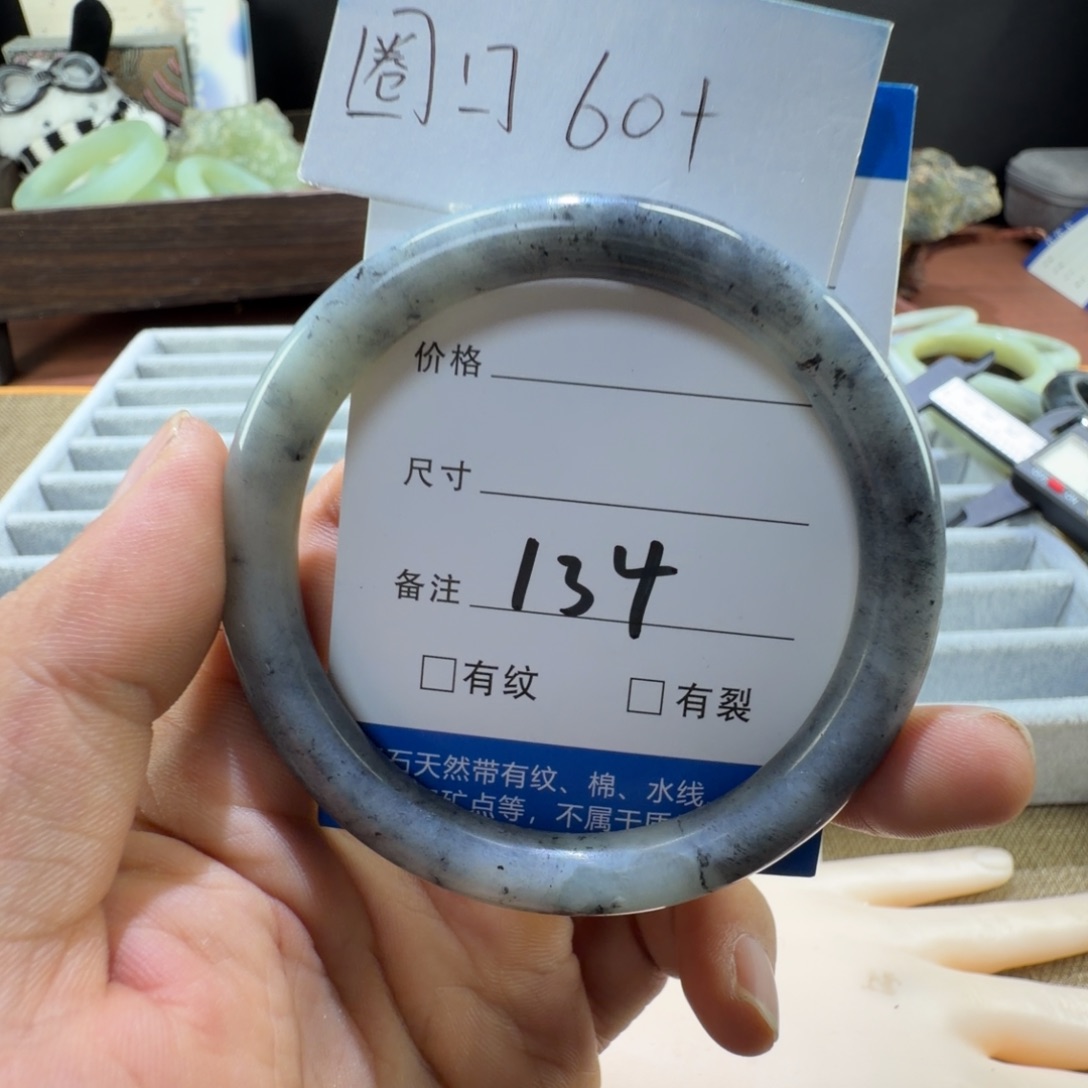 圈口 60+
价格
尺寸
备注 134
□有纹 □有裂
石天然带有纹、棉、水线
矿点等，不属于